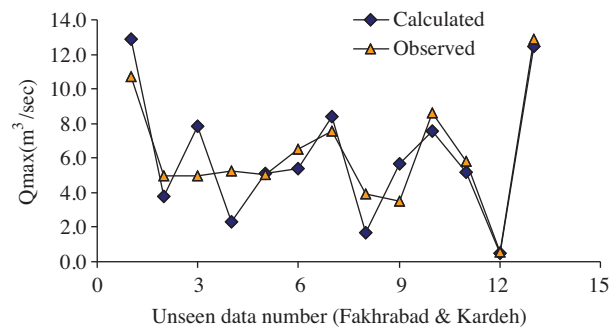 14.0
12.0
10.0
8.0
6.0
4.0
2.0
0.0
Qmax(m³/sec)
Calculated
Observed
0 3 6 9 12 15
Unseen data number (Fakhrabad & Kardeh)